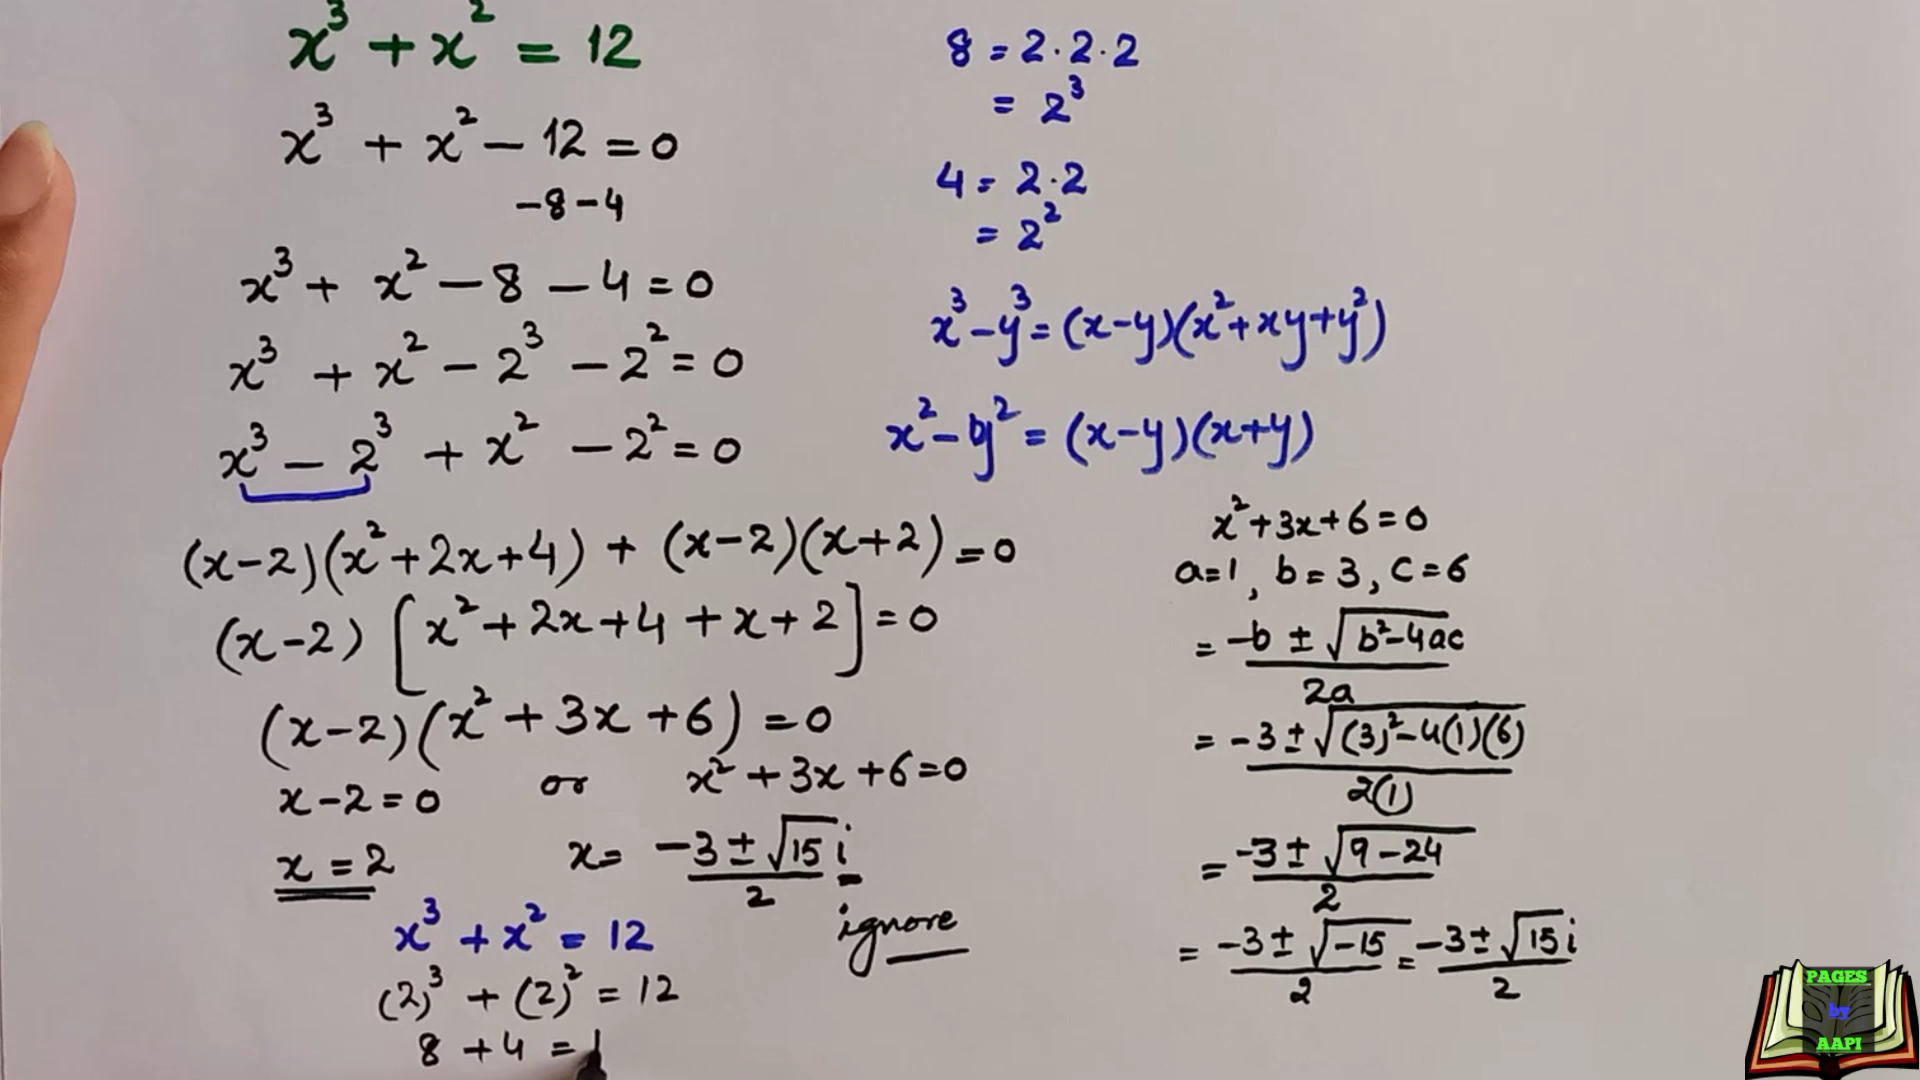 x³ + x² = 12
x³ + x² - 12 = 0
-8-4
x³ + x² - 8 - 4 = 0
x³ + x² - 2³ - 2² = 0
x³ - 2³ + x² - 2² = 0
(x-2)(x²+2x+4) + (x-2)(x+2) = 0
(x-2) [x²+2x+4+x+2] = 0
(x-2)(x²+3x+6) = 0
x-2=0 or x²+3x+6=0
x=2 x= (-3±√15 i)/2
ignore
x³ + x² = 12
(2)³ + (2)² = 12
8 + 4 = 1
8 = 2·2·2
= 2³
4 = 2·2
= 2²
x³-y³ = (x-y)(x²+xy+y²)
x²-y² = (x-y)(x+y)
x²+3x+6=0
a=1, b=3, c=6
= (-b ± √(b²-4ac))/2a
= (-3±√((3)²-4(1)(6)))/2(1)
= (-3±√(9-24))/2
= (-3±√-15)/2 = (-3±√15 i)/2
PAGES
by
AAPI